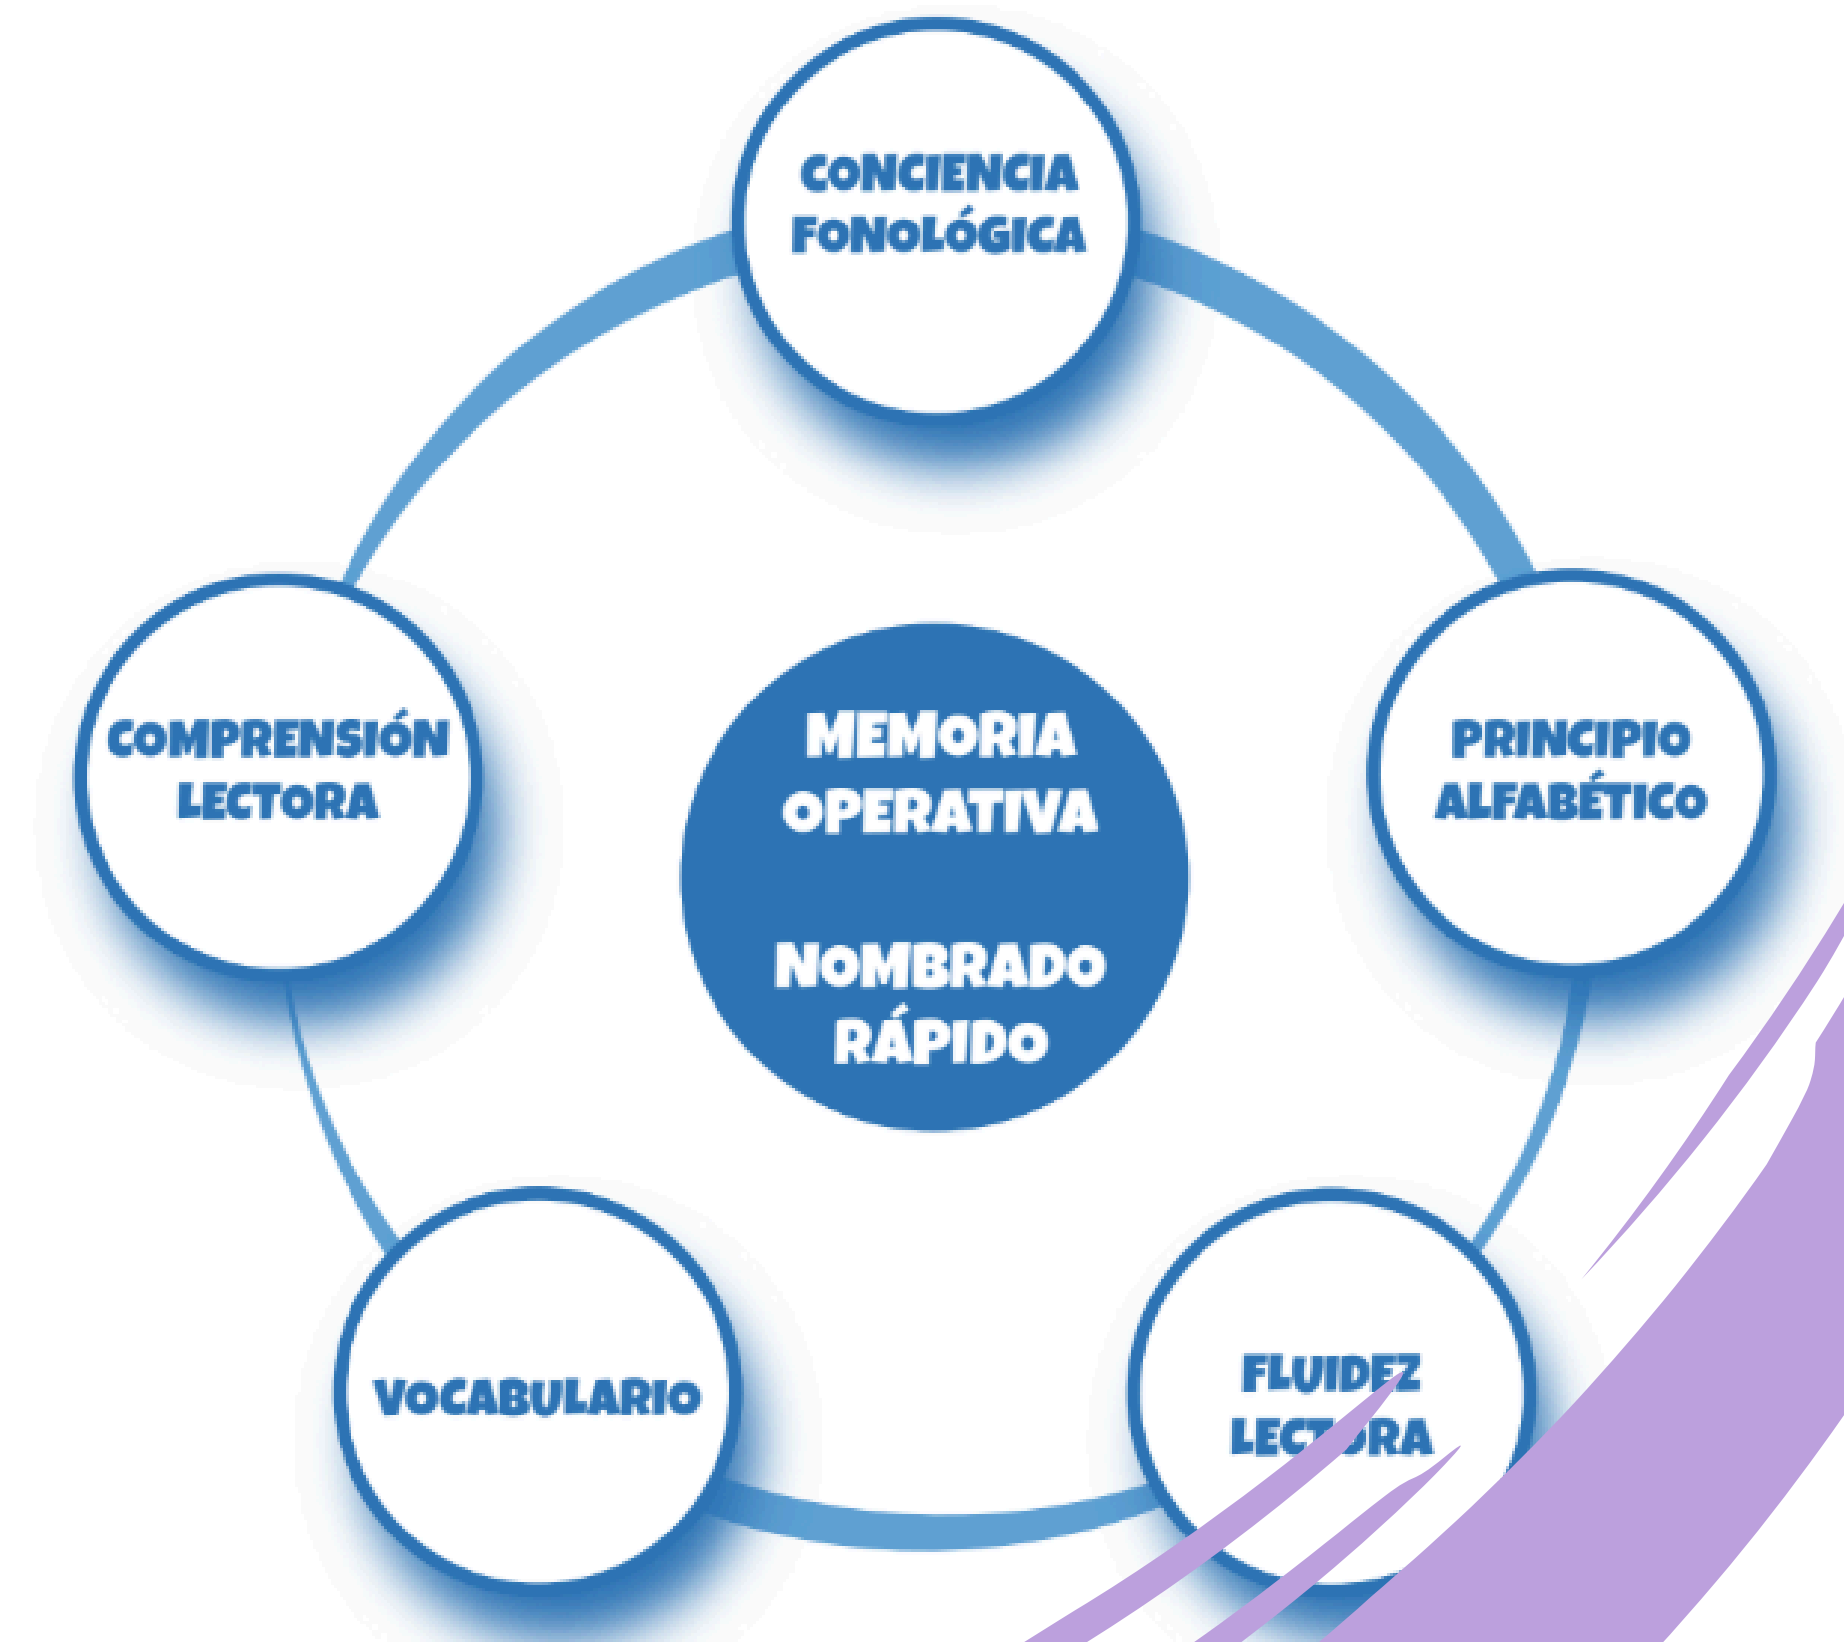 CONCIENCIA
FONOLÓGICA
COMPRENSIÓN
LECTORA
PRINCIPIO
ALFABÉTICO
MEMORIA
OPERATIVA
NOMBRADO
RÁPIDO
VOCABULARIO
FLUIDEZ
LECTORA